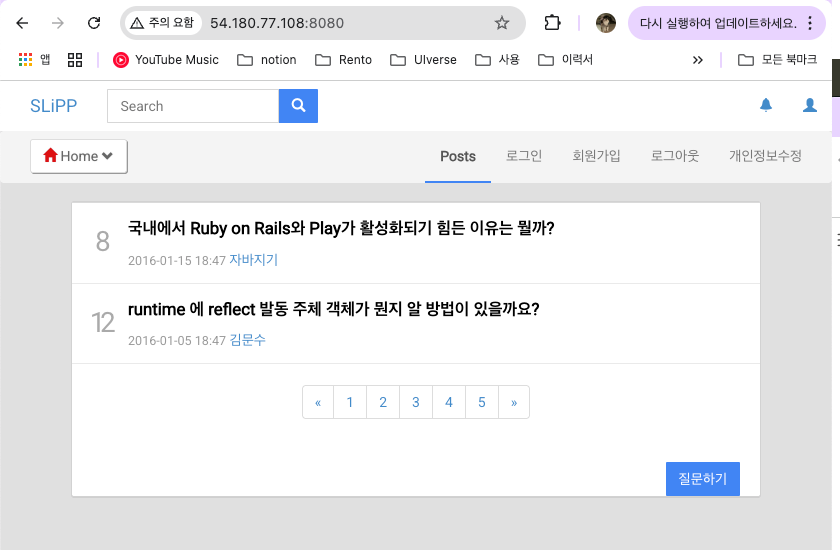 주의 요함 54.180.77.108:8080 다시 실행하여 업데이트하세요.
앱 YouTube Music notion Rento UIverse 사용 이력서 » 모든 북마크
SLiPP Search
Home Posts 로그인 회원가입 로그아웃 개인정보수정
8 국내에서 Ruby on Rails와 Play가 활성화되기 힘든 이유는 뭘까?
2016-01-15 18:47 자바지기
12 runtime 에 reflect 발동 주체 객체가 뭔지 알 방법이 있을까요?
2016-01-05 18:47 김문수
« 1 2 3 4 5 »
질문하기